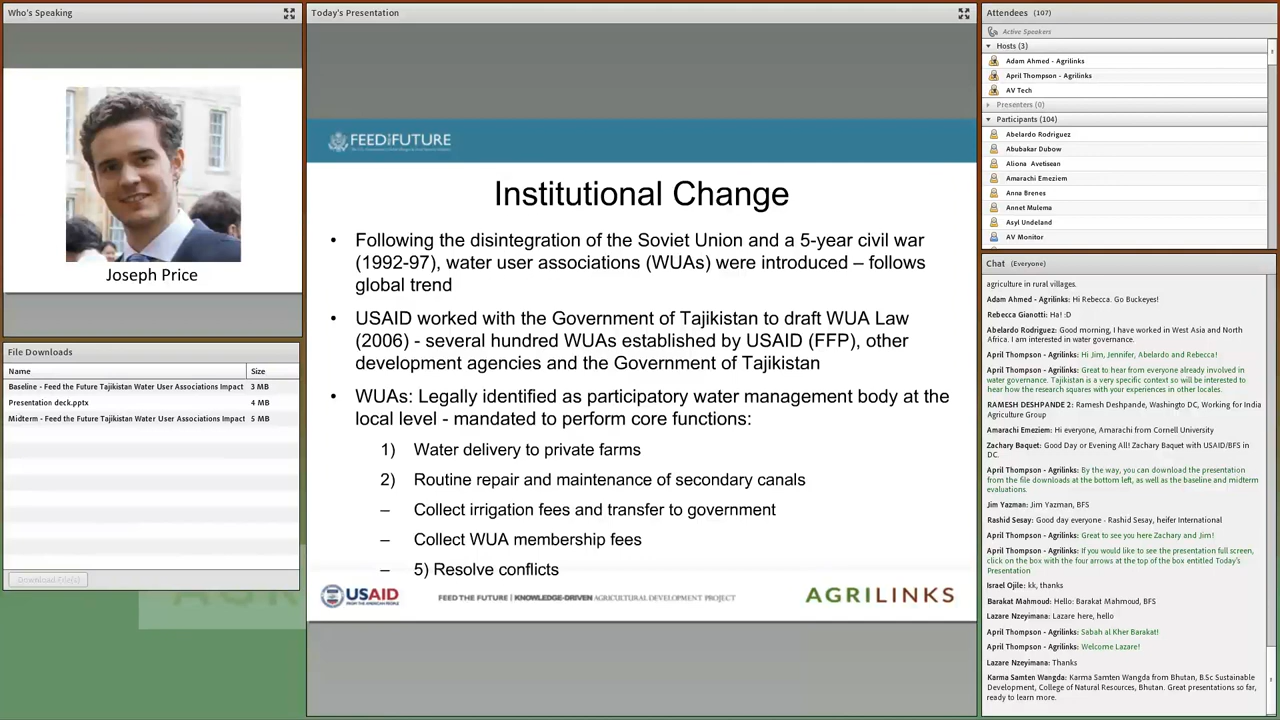 Who's Speaking
Joseph Price
File Downloads
Name Size
Baseline - Feed the Future Tajikistan Water User Associations Impact 3 MB
Presentation deck.pptx 4 MB
Midterm - Feed the Future Tajikistan Water User Associations Impact 5 MB
Download File(s)
Today's Presentation
FEED THE FUTURE
Institutional Change
• Following the disintegration of the Soviet Union and a 5-year civil war
(1992-97), water user associations (WUAs) were introduced – follows
global trend
• USAID worked with the Government of Tajikistan to draft WUA Law
(2006) - several hundred WUAs established by USAID (FFP), other
development agencies and the Government of Tajikistan
• WUAs: Legally identified as participatory water management body at the
local level - mandated to perform core functions:
1) Water delivery to private farms
2) Routine repair and maintenance of secondary canals
– Collect irrigation fees and transfer to government
– Collect WUA membership fees
– 5) Resolve conflicts
USAID
FROM THE AMERICAN PEOPLE
FEED THE FUTURE | KNOWLEDGE-DRIVEN AGRICULTURAL DEVELOPMENT PROJECT
AGRILINKS
Attendees (107)
Active Speakers
Hosts (3)
Adam Ahmed - Agrilinks
April Thompson - Agrilinks
AV Tech
Presenters (0)
Participants (104)
Abelardo Rodriguez
Abubakar Dubow
Aliona Avetisean
Amarachi Emeziem
Anna Brenes
Annet Mulema
Asyl Undeland
AV Monitor
Chat (Everyone)
agriculture in rural villages.
Adam Ahmed - Agrilinks: Hi Rebecca. Go Buckeyes!
Rebecca Gianotti: Ha! :D
Abelardo Rodriguez: Good morning, I have worked in West Asia and North
Africa. I am interested in water governance.
April Thompson - Agrilinks: Hi Jim, Jennifer, Abelardo and Rebecca!
April Thompson - Agrilinks: Great to hear from everyone already involved in
water governance. Tajikistan is a very specific context so will be interested to
hear how the research squares with your experiences in other locales.
RAMESH DESHPANDE 2: Ramesh Deshpande, Washingto DC, Working for India
Agriculture Group
Amarachi Emeziem: Hi everyone, Amarachi from Cornell University
Zachary Baquet: Good Day or Evening All! Zachary Baquet with USAID/BFS in
DC.
April Thompson - Agrilinks: By the way, you can download the presentation
from the file downloads at the bottom left, as well as the baseline and midterm
evaluations.
Jim Yazman: Jim Yazman, BFS
Rashid Sesay: Good day everyone - Rashid Sesay, heifer International
April Thompson - Agrilinks: Great to see you here Zachary and Jim!
April Thompson - Agrilinks: If you would like to see the presentation full screen,
click on the box with the four arrows at the top of the box entitled Today's
Presentation
Israel Ojile: kk, thanks
Barakat Mahmoud: Hello: Barakat Mahmoud, BFS
Lazare Nzeyimana: Lazare here, hello
April Thompson - Agrilinks: Sabah al Kher Barakat!
April Thompson - Agrilinks: Welcome Lazare!
Lazare Nzeyimana: Thanks
Karma Samten Wangda: Karma Samten Wangda from Bhutan, B.Sc Sustainable
Development, College of Natural Resources, Bhutan. Great presentations so far,
ready to learn more.